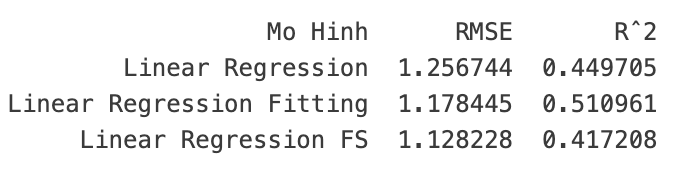 Mo Hinh RMSE Rˆ2
Linear Regression 1.256744 0.449705
Linear Regression Fitting 1.178445 0.510961
Linear Regression FS 1.128228 0.417208